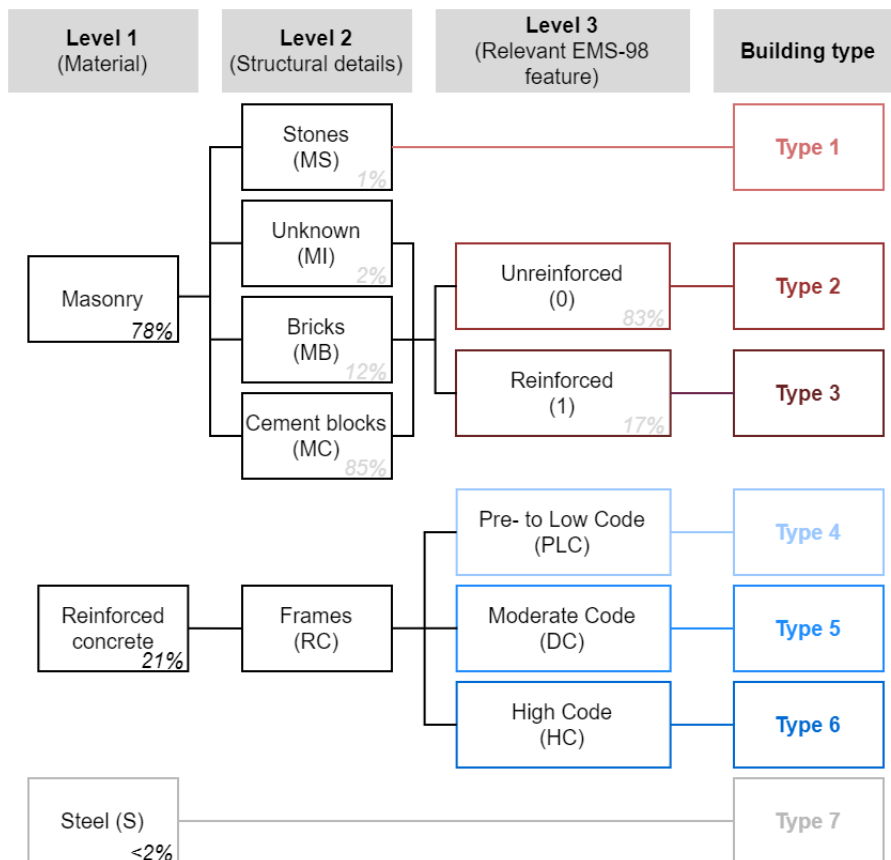 Level 1
(Material)
Level 2
(Structural details)
Level 3
(Relevant EMS-98
feature)
Building type
Stones
(MS)
1%
Type 1
Unknown
(MI)
2%
Masonry
78%
Bricks
(MB)
12%
Cement blocks
(MC)
85%
Unreinforced
(0)
83%
Type 2
Reinforced
(1)
17%
Type 3
Pre- to Low Code
(PLC)
Type 4
Reinforced
concrete
21%
Frames
(RC)
Moderate Code
(DC)
Type 5
High Code
(HC)
Type 6
Steel (S)
<2%
Type 7